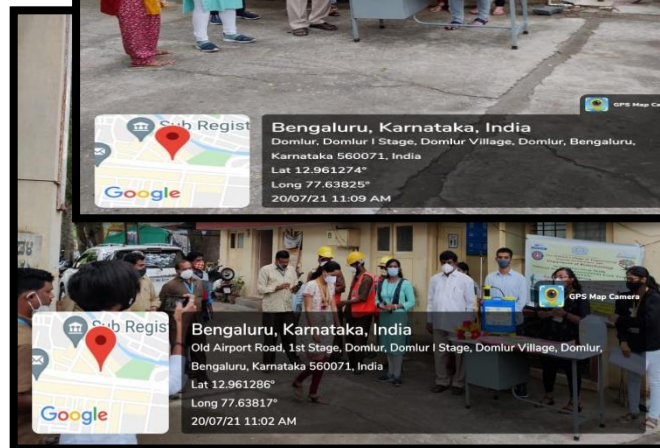 GPS Map Ca
Sub Regist
Google
Bengaluru, Karnataka, India
Domlur, Domlur I Stage, Domlur Village, Domlur, Bengaluru,
Karnataka 560071, India
Lat 12.961274°
Long 77.63825°
20/07/21 11:09 AM
GPS Map Camera
Sub Regis
Google
Bengaluru, Karnataka, India
Old Airport Road, 1st Stage, Domlur, Domlur I Stage, Domlur Village, Domlur,
Bengaluru, Karnataka 560071, India
Lat 12.961286°
Long 77.63817°
20/07/21 11:02 AM